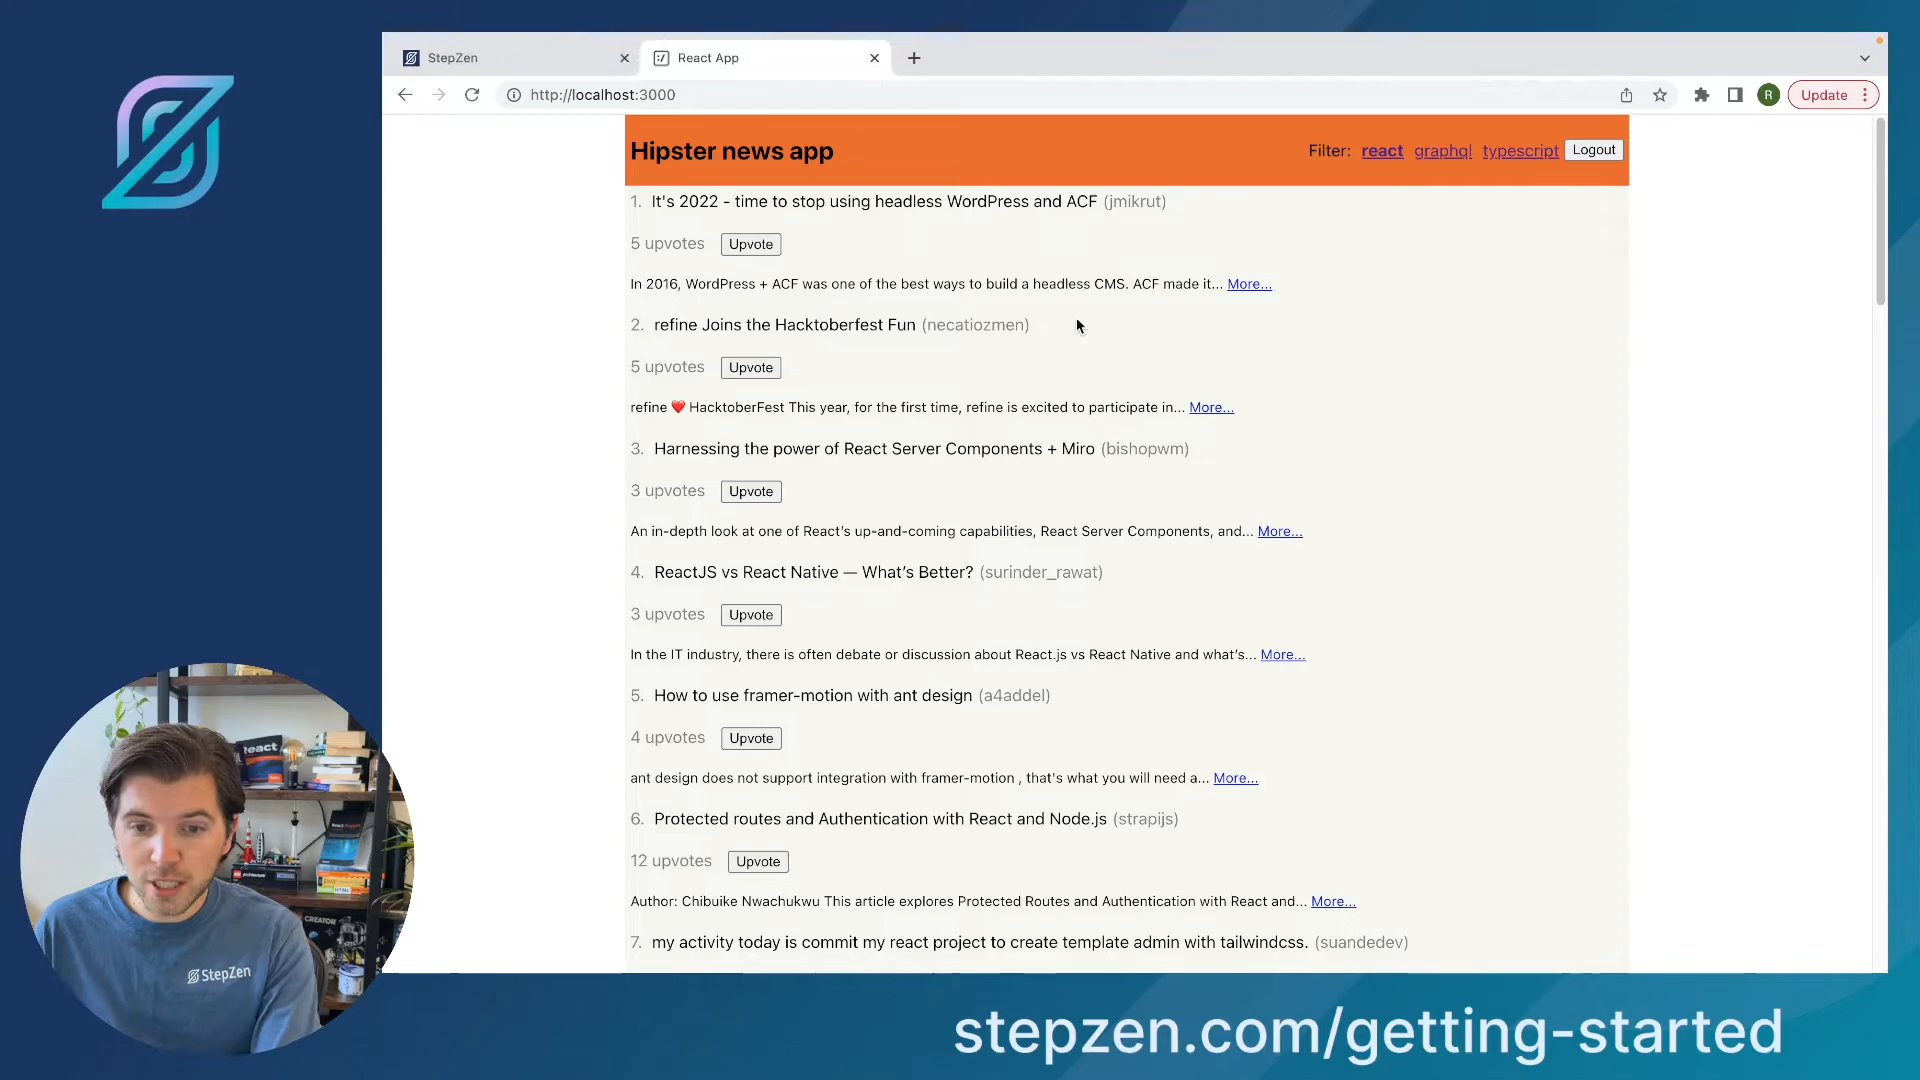 StepZen
React App
http://localhost:3000
R
Update
Hipster news app
Filter: react graphql typescript Logout
1. It's 2022 - time to stop using headless WordPress and ACF (jmikrut)
5 upvotes Upvote
In 2016, WordPress + ACF was one of the best ways to build a headless CMS. ACF made it... More...
2. refine Joins the Hacktoberfest Fun (necatiozmen)
5 upvotes Upvote
refine ❤️ HacktoberFest This year, for the first time, refine is excited to participate in... More...
3. Harnessing the power of React Server Components + Miro (bishopwm)
3 upvotes Upvote
An in-depth look at one of React's up-and-coming capabilities, React Server Components, and... More...
4. ReactJS vs React Native — What’s Better? (surinder_rawat)
3 upvotes Upvote
In the IT industry, there is often debate or discussion about React.js vs React Native and what’s... More...
5. How to use framer-motion with ant design (a4addel)
4 upvotes Upvote
ant design does not support integration with framer-motion , that's what you will need a... More...
6. Protected routes and Authentication with React and Node.js (strapijs)
12 upvotes Upvote
Author: Chibuike Nwachukwu This article explores Protected Routes and Authentication with React and... More...
7. my activity today is commit my react project to create template admin with tailwindcss. (suandedev)
StepZen
CREATOR
HTML
stepzen.com/getting-started